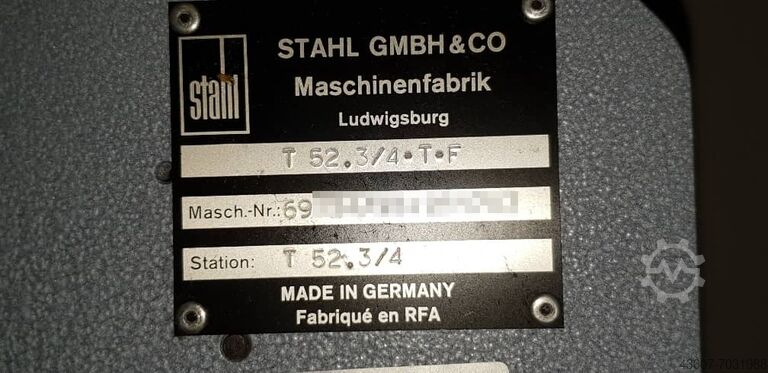 stahl
STAHL GMBH & CO
Maschinenfabrik
Ludwigsburg
T 52.3/4•T•F
Masch.-Nr.: 69
Station: T 52.3/4
MADE IN GERMANY
Fabriqué en RFA